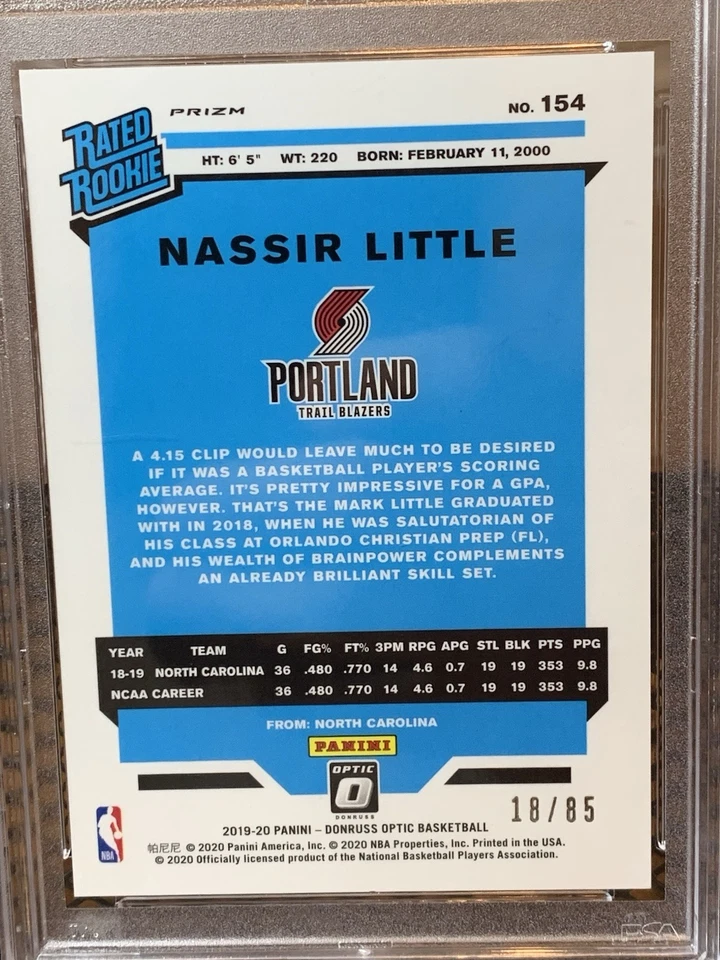 RATED
ROOKIE
PRIZM
NO. 154
HT: 6' 5" WT: 220 BORN: FEBRUARY 11, 2000
NASSIR LITTLE
PORTLAND
TRAIL BLAZERS
A 4.15 CLIP WOULD LEAVE MUCH TO BE DESIRED
IF IT WAS A BASKETBALL PLAYER'S SCORING
AVERAGE. IT'S PRETTY IMPRESSIVE FOR A GPA,
HOWEVER. THAT'S THE MARK LITTLE GRADUATED
WITH IN 2018, WHEN HE WAS SALUTATORIAN OF
HIS CLASS AT ORLANDO CHRISTIAN PREP (FL),
AND HIS WEALTH OF BRAINPOWER COMPLEMENTS
AN ALREADY BRILLIANT SKILL SET.
YEAR TEAM G FG% FT% 3PM RPG APG STL BLK PTS PPG
18-19 NORTH CAROLINA 36 .480 .770 14 4.6 0.7 19 19 353 9.8
NCAA CAREER 36 .480 .770 14 4.6 0.7 19 19 353 9.8
FROM: NORTH CAROLINA
PANINI
OPTIC
O
DONRUSS
18/85
NBA
2019-20 PANINI – DONRUSS OPTIC BASKETBALL
帕尼尼 © 2020 Panini America, Inc. © 2020 NBA Properties, Inc. Printed in the USA.
© 2020 Officially licensed product of the National Basketball Players Association.